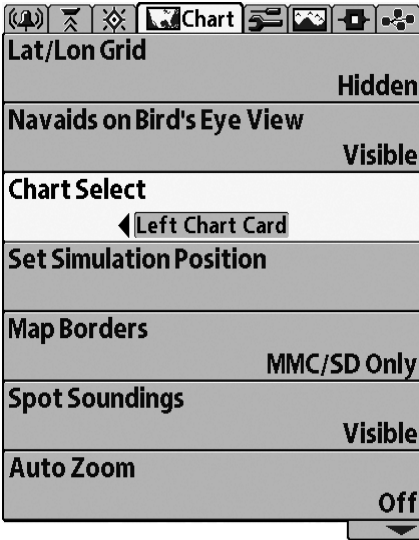 Chart
Lat/Lon Grid
Hidden
Navaids on Bird's Eye View
Visible
Chart Select
Left Chart Card
Set Simulation Position
Map Borders
MMC/SD Only
Spot Soundings
Visible
Auto Zoom
Off